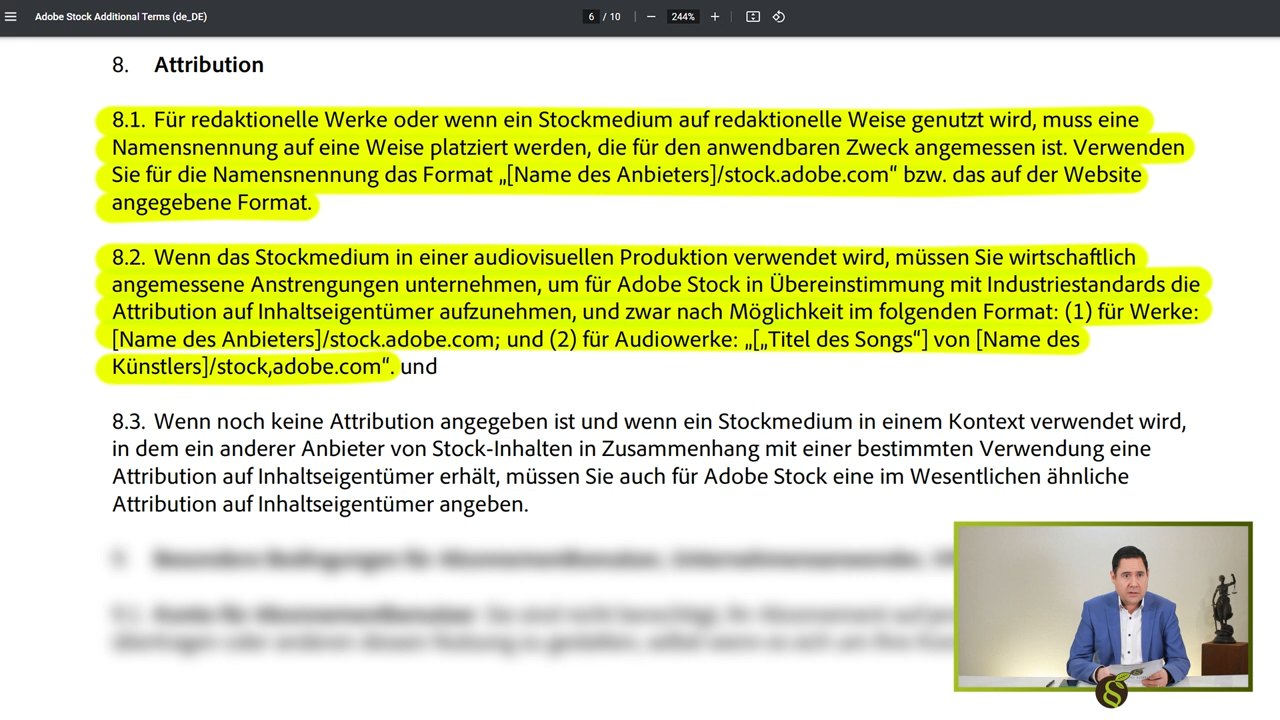 Adobe Stock Additional Terms (de_DE)
6 / 10
244%
8. Attribution
8.1. Für redaktionelle Werke oder wenn ein Stockmedium auf redaktionelle Weise genutzt wird, muss eine
Namensnennung auf eine Weise platziert werden, die für den anwendbaren Zweck angemessen ist. Verwenden
Sie für die Namensnennung das Format „[Name des Anbieters]/stock.adobe.com“ bzw. das auf der Website
angegebene Format.
8.2. Wenn das Stockmedium in einer audiovisuellen Produktion verwendet wird, müssen Sie wirtschaftlich
angemessene Anstrengungen unternehmen, um für Adobe Stock in Übereinstimmung mit Industriestandards die
Attribution auf Inhaltseigentümer aufzunehmen, und zwar nach Möglichkeit im folgenden Format: (1) für Werke:
[Name des Anbieters]/stock.adobe.com; und (2) für Audiowerke: „[„Titel des Songs“] von [Name des
Künstlers]/stock,adobe.com“. und
8.3. Wenn noch keine Attribution angegeben ist und wenn ein Stockmedium in einem Kontext verwendet wird,
in dem ein anderer Anbieter von Stock-Inhalten in Zusammenhang mit einer bestimmten Verwendung eine
Attribution auf Inhaltseigentümer erhält, müssen Sie auch für Adobe Stock eine im Wesentlichen ähnliche
Attribution auf Inhaltseigentümer angeben.
§